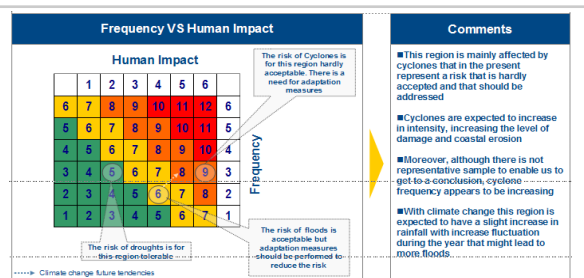 Frequency VS Human Impact
Human Impact
The risk of Cyclones is
for this region hardly
acceptable. There is a
need for adaptation
measures
1 2 3 4 5 6
6 7 8 9 10 11 12 6
5 6 7 8 9 10 11 5
4 5 6 7 8 9 10 4
3 4 5 6 7 8 9 3
2 3 4 5 6 7 8 2
1 2 3 4 5 6 7 1
Frequency
The risk of droughts is for
this region tolerable
The risk of floods is
acceptable but
adaptation measures
should be performed to
reduce the risk
Climate change future tendencies
Comments
■This region is mainly affected by
cyclones that in the present
represent a risk that is hardly
accepted and that should be
addressed
■Cyclones are expected to increase
in intensity, increasing the level of
damage and coastal erosion
■Moreover, although there is not
representative sample to enable us to
get to a conclusion, cyclone
frequency appears to be increasing
■With climate change this region is
expected to have a slight increase in
rainfall with increase fluctuation
during the year that might lead to
more floods